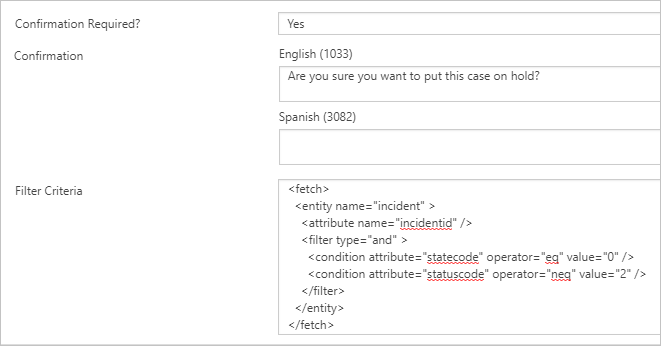 Confirmation Required?
Yes
Confirmation
English (1033)
Are you sure you want to put this case on hold?
Spanish (3082)
Filter Criteria
<fetch>
<entity name="incident" >
<attribute name="incidentid" />
<filter type="and" >
<condition attribute="statecode" operator="eq" value="0" />
<condition attribute="statuscode" operator="neq" value="2" />
</filter>
</entity>
</fetch>